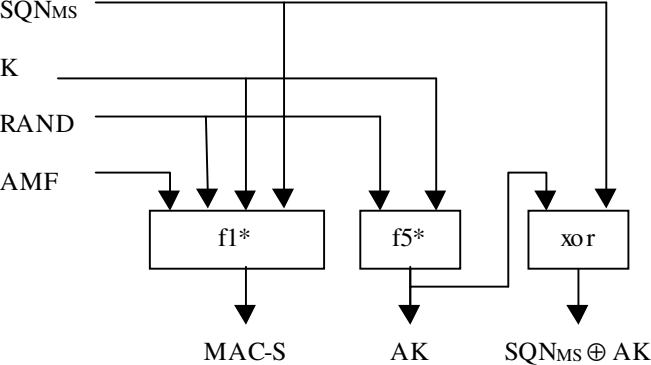 SQNMS
K
RAND
AMF
f1* f5* xor
MAC-S AK SQNMS ⊕ AK